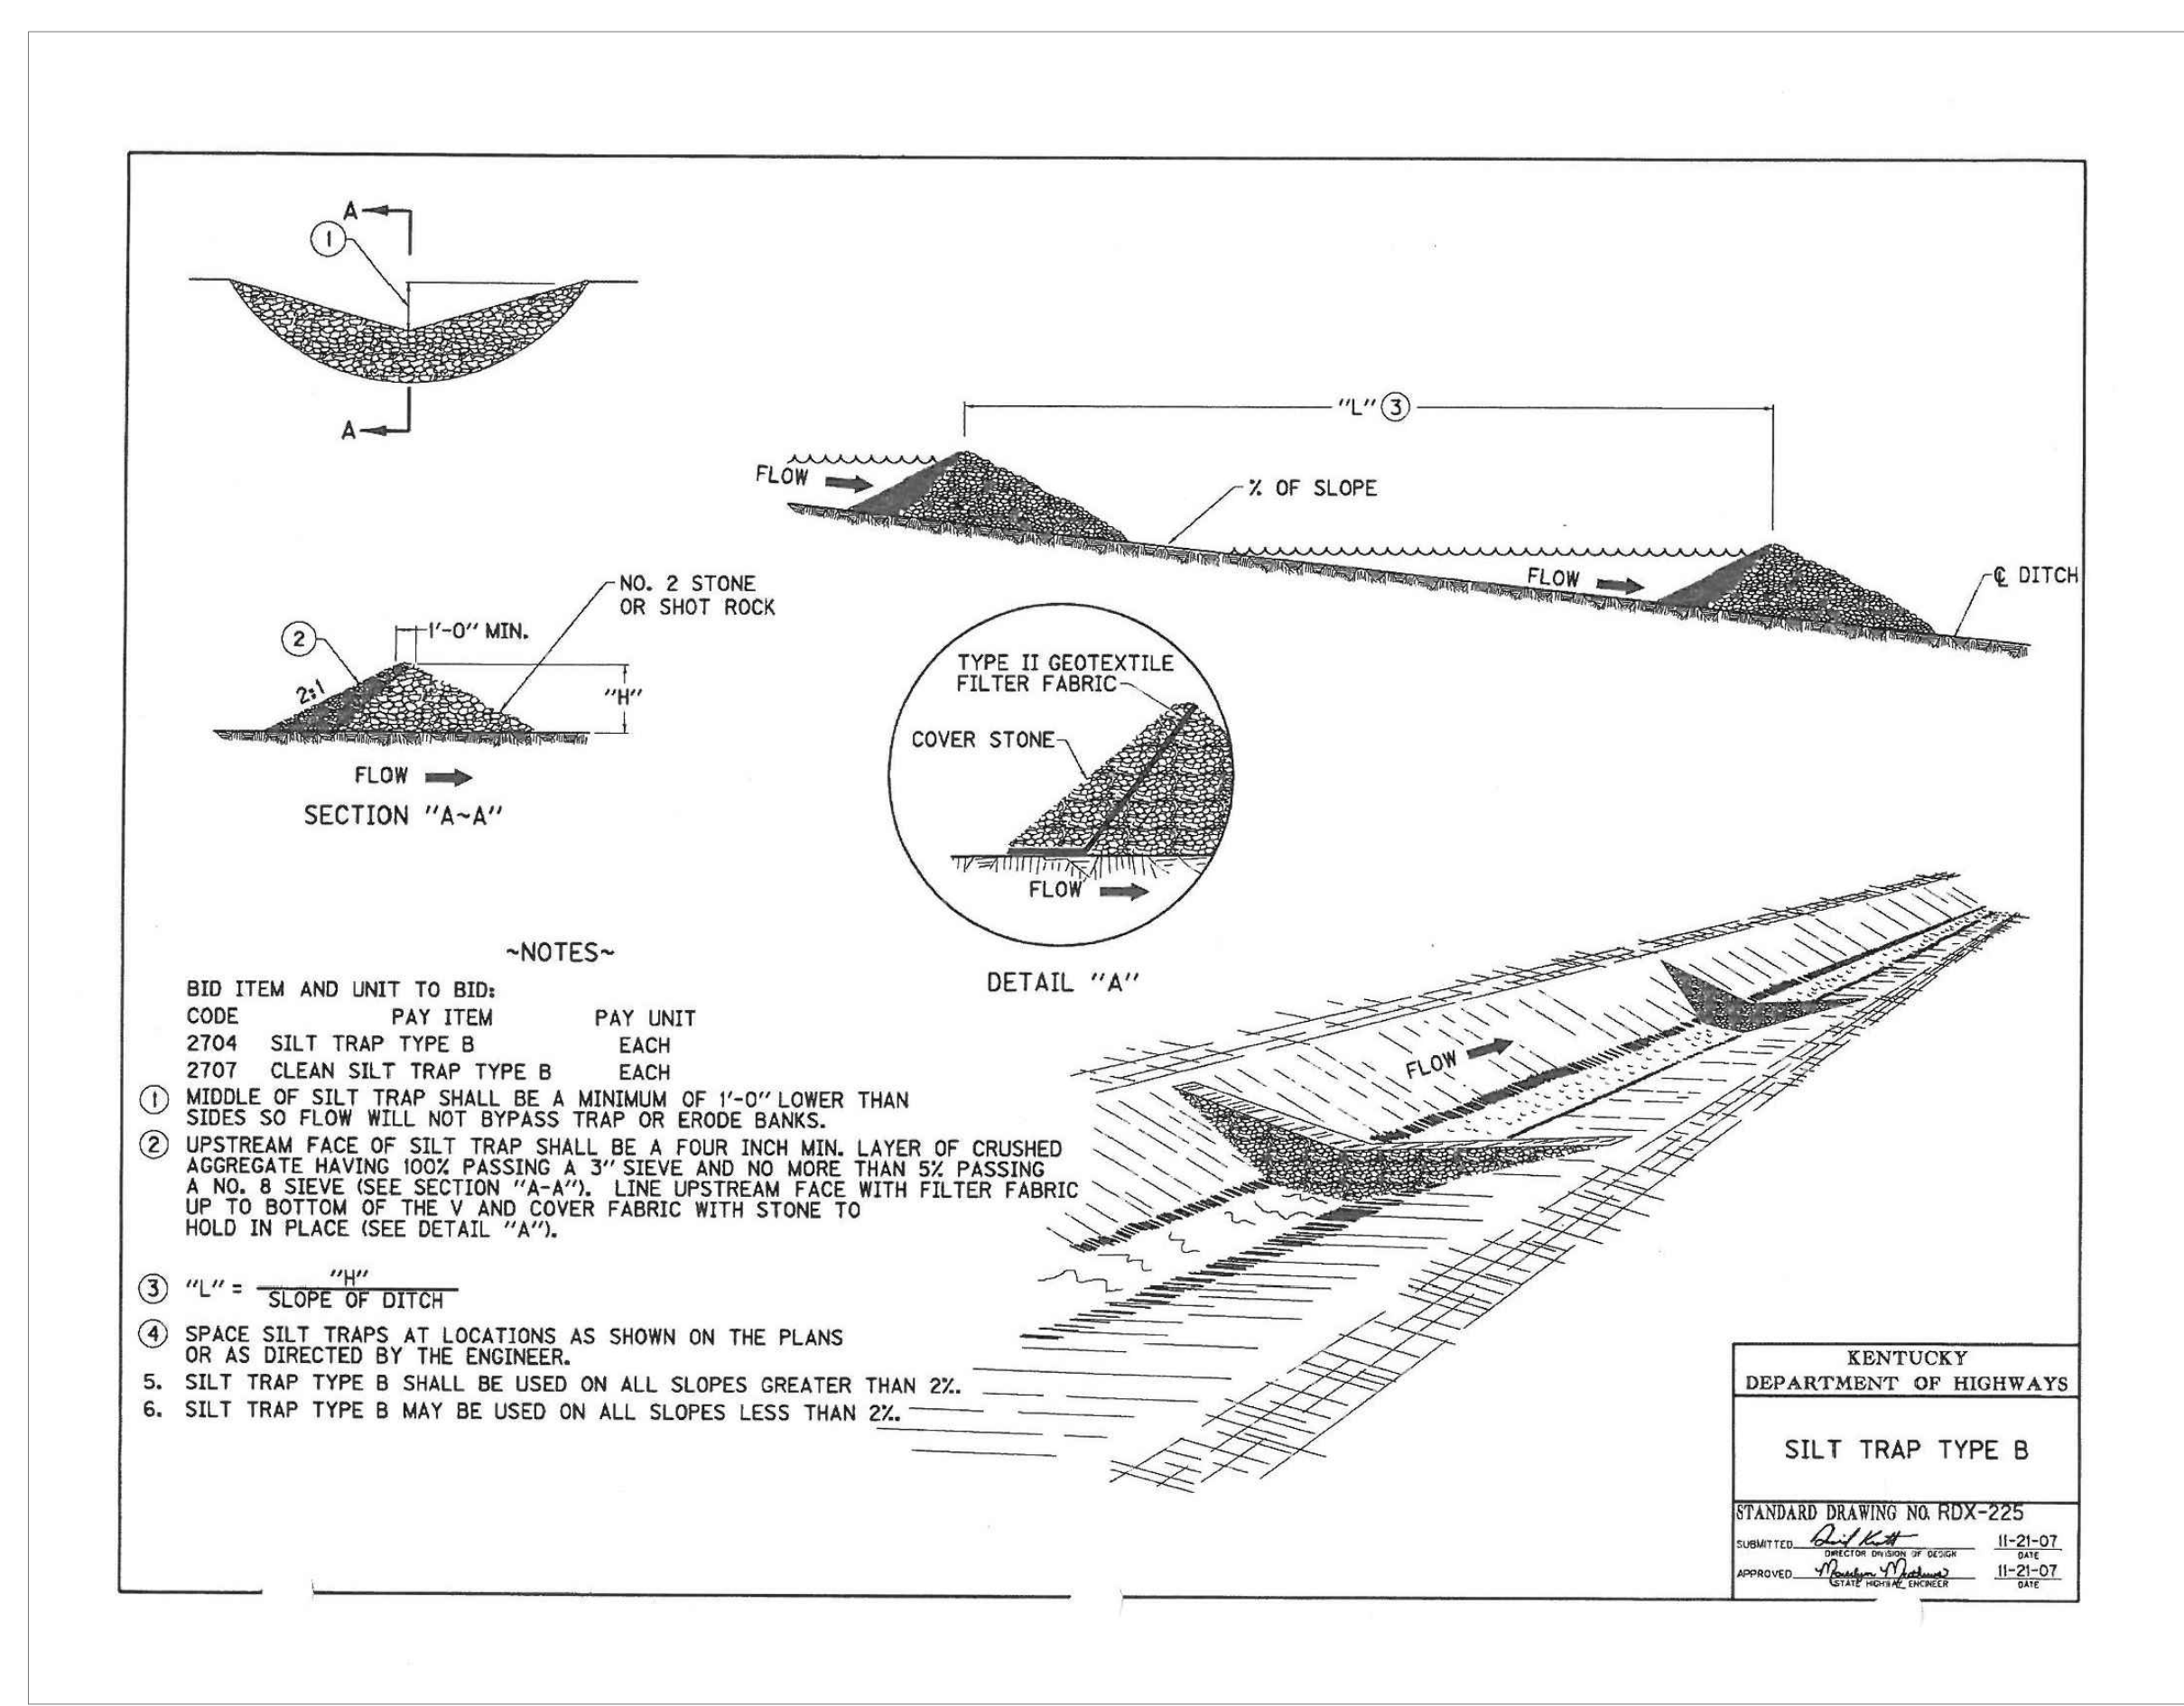 A
①
A
"L" ③
FLOW
% OF SLOPE
FLOW
℄ DITCH
NO. 2 STONE
OR SHOT ROCK
②
1'-0" MIN.
2:1
"H"
FLOW
SECTION "A~A"
TYPE II GEOTEXTILE
FILTER FABRIC
COVER STONE
FLOW
DETAIL "A"
FLOW
~NOTES~
BID ITEM AND UNIT TO BID:
CODE PAY ITEM PAY UNIT
2704 SILT TRAP TYPE B EACH
2707 CLEAN SILT TRAP TYPE B EACH
① MIDDLE OF SILT TRAP SHALL BE A MINIMUM OF 1'-0" LOWER THAN
SIDES SO FLOW WILL NOT BYPASS TRAP OR ERODE BANKS.
② UPSTREAM FACE OF SILT TRAP SHALL BE A FOUR INCH MIN. LAYER OF CRUSHED
AGGREGATE HAVING 100% PASSING A 3" SIEVE AND NO MORE THAN 5% PASSING
A NO. 8 SIEVE (SEE SECTION "A-A"). LINE UPSTREAM FACE WITH FILTER FABRIC
UP TO BOTTOM OF THE V AND COVER FABRIC WITH STONE TO
HOLD IN PLACE (SEE DETAIL "A").
③ "L" = "H"
SLOPE OF DITCH
④ SPACE SILT TRAPS AT LOCATIONS AS SHOWN ON THE PLANS
OR AS DIRECTED BY THE ENGINEER.
5. SILT TRAP TYPE B SHALL BE USED ON ALL SLOPES GREATER THAN 2%.
6. SILT TRAP TYPE B MAY BE USED ON ALL SLOPES LESS THAN 2%.
KENTUCKY
DEPARTMENT OF HIGHWAYS
SILT TRAP TYPE B
STANDARD DRAWING NO. RDX-225
SUBMITTED 11-21-07
DIRECTOR DIVISION OF DESIGN DATE
APPROVED 11-21-07
STATE HIGHWAY ENGINEER DATE